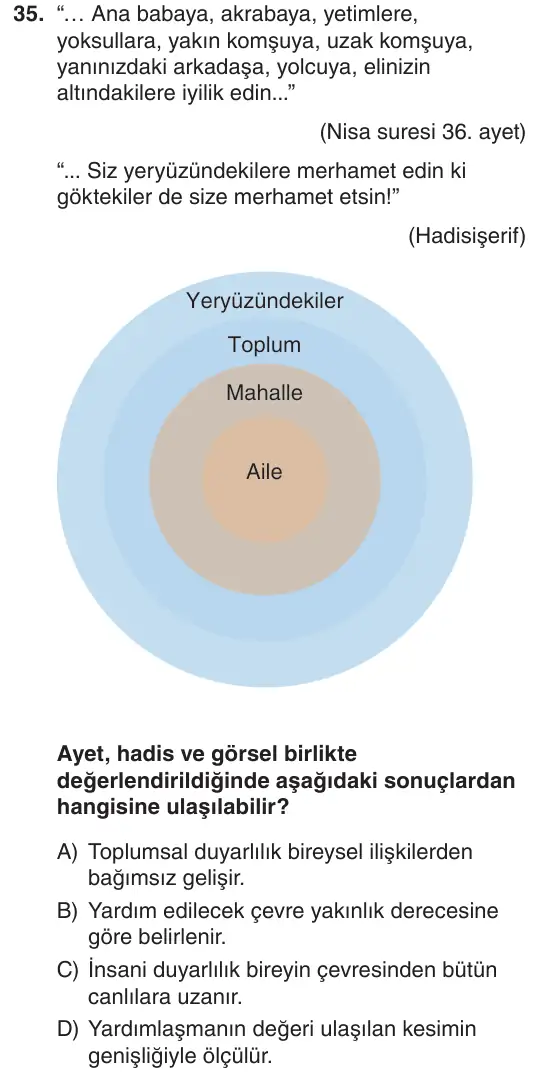 35. “… Ana babaya, akrabaya, yetimlere,
yoksullara, yakın komşuya, uzak komşuya,
yanınızdaki arkadaşa, yolcuya, elinizin
altındakilere iyilik edin...”
(Nisa suresi 36. ayet)
“... Siz yeryüzündekilere merhamet edin ki
göktekiler de size merhamet etsin!”
(Hadisişerif)
Yeryüzündekiler
Toplum
Mahalle
Aile
Ayet, hadis ve görsel birlikte
değerlendirildiğinde aşağıdaki sonuçlardan
hangisine ulaşılabilir?
A) Toplumsal duyarlılık bireysel ilişkilerden
bağımsız gelişir.
B) Yardım edilecek çevre yakınlık derecesine
göre belirlenir.
C) İnsani duyarlılık bireyin çevresinden bütün
canlılara uzanır.
D) Yardımlaşmanın değeri ulaşılan kesimin
genişliğiyle ölçülür.